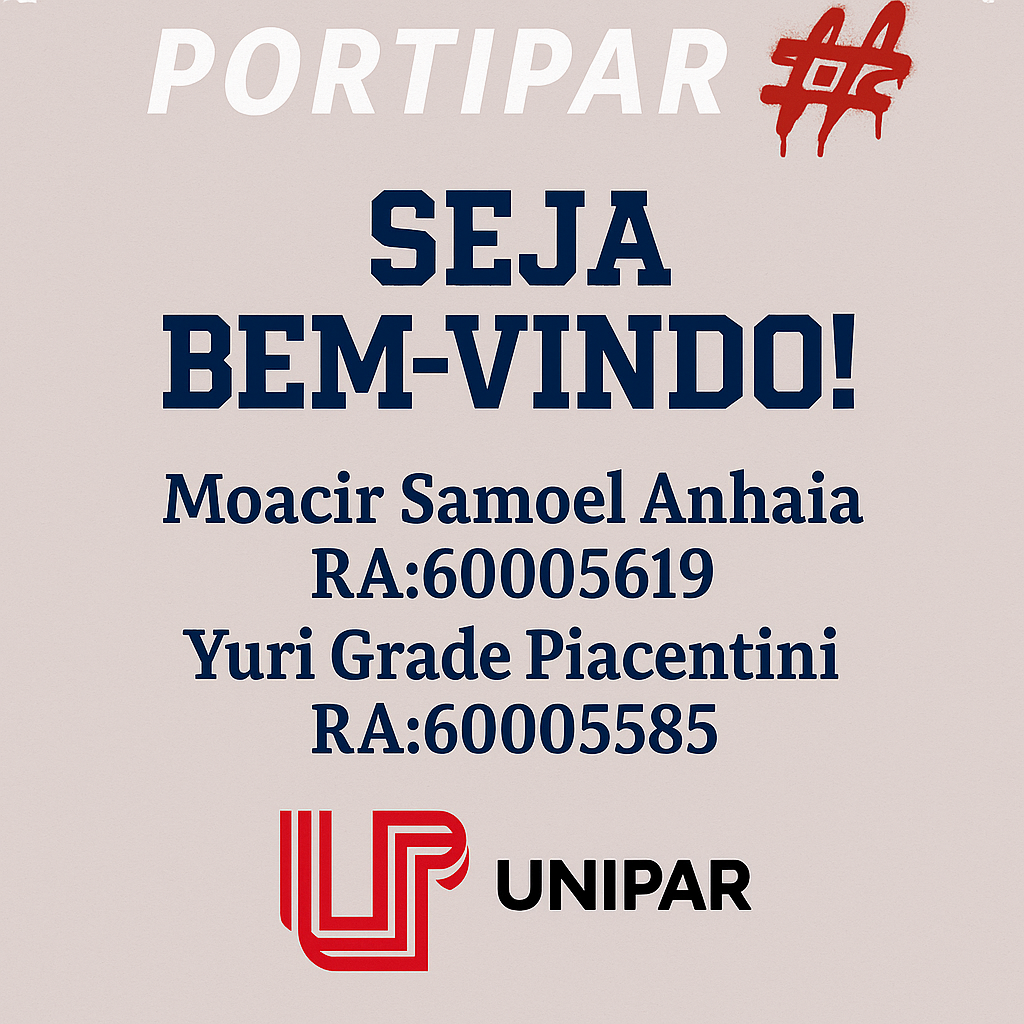 PORTIPAR #
SEJA
BEM-VINDO!
Moacir Samoel Anhaia
RA:60005619
Yuri Grade Piacentini
RA:60005585
UNIPAR